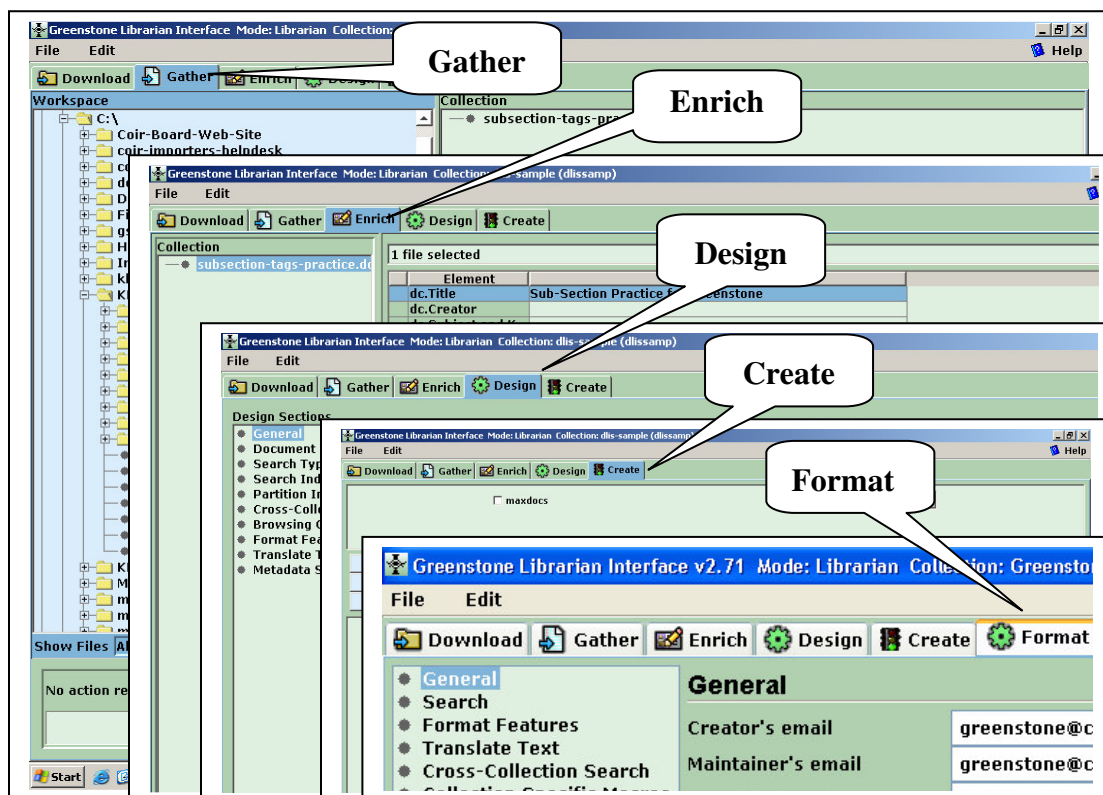 Greenstone Librarian Interface Mode: Librarian Collection:
File Edit
Help
Gather
Download Gather Enrich Design
Enrich
Workspace
Collection
C:\
subsection-tags-pra
Coir-Board-Web-Site
coir-importers-helpdesk
Greenstone Librarian Interface Mode: Librarian Collection: dlis-sample (dlissamp)
File Edit
Download Gather Enrich Design Create
Collection
subsection-tags-practice.do
1 file selected
Design
Element
dc.Title Sub-Section Practice for Greenstone
dc.Creator
Greenstone Librarian Interface Mode: Librarian Collection: dlis-sample (dlissamp)
File Edit
Create
Download Gather Enrich Design Create
Design Sections
General
Document
Search Typ
Search Ind
Partition In
Cross-Colle
Browsing C
Format Fea
Translate T
Metadata S
Greenstone Librarian Interface Mode: Librarian Collection: dlis-sample (dlissamp)
File Edit
Help
Download Gather Enrich Design Create
Format
maxdocs
Greenstone Librarian Interface v2.71 Mode: Librarian Collection: Greensto
File Edit
Download Gather Enrich Design Create Format
General
Search
Format Features
Translate Text
Cross-Collection Search
General
Creator's email greenstone@c
Maintainer's email greenstone@c
Show Files
No action re
Start